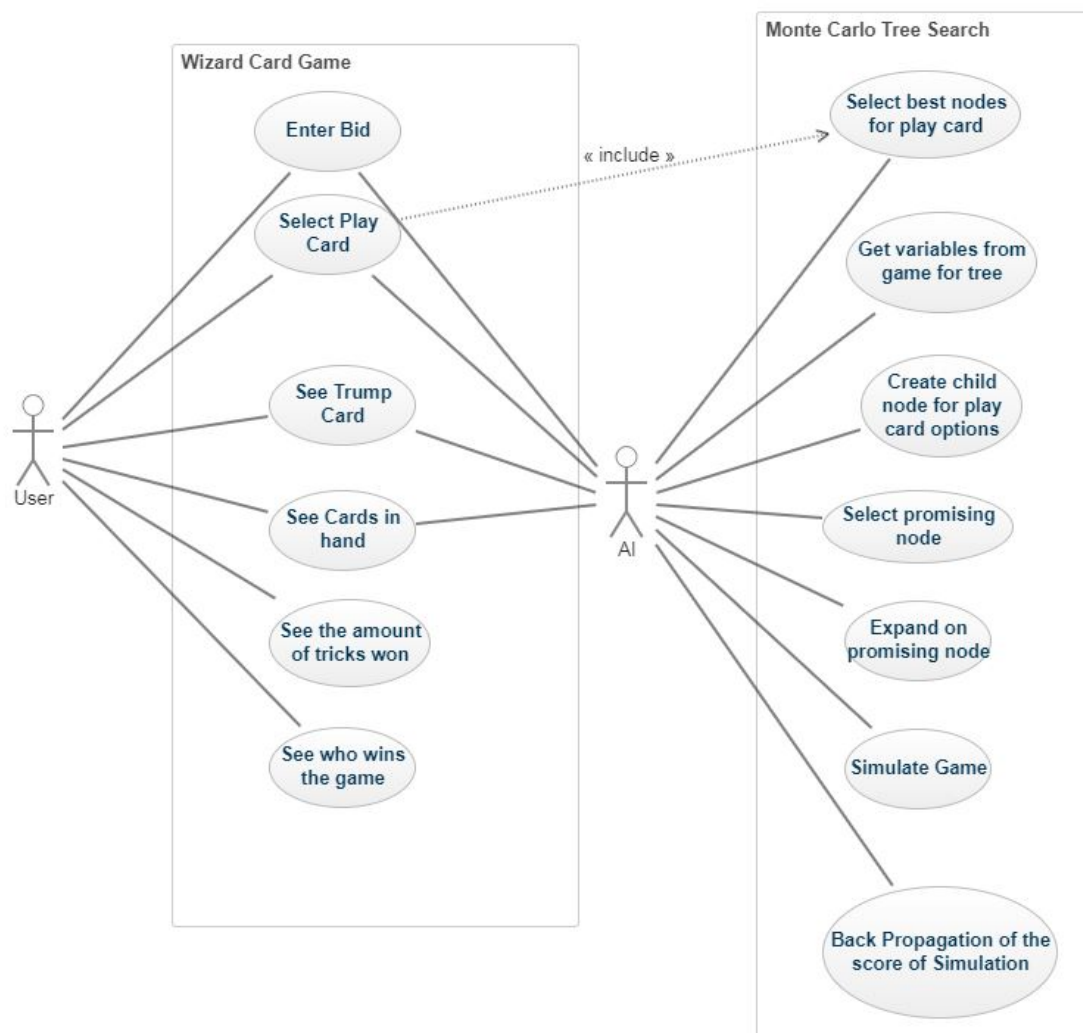 Wizard Card Game
Enter Bid
Select Play
Card
See Trump
Card
See Cards in
hand
See the amount
of tricks won
See who wins
the game
User
« include »
AI
Monte Carlo Tree Search
Select best nodes
for play card
Get variables from
game for tree
Create child
node for play
card options
Select promising
node
Expand on
promising node
Simulate Game
Back Propagation of the
score of Simulation